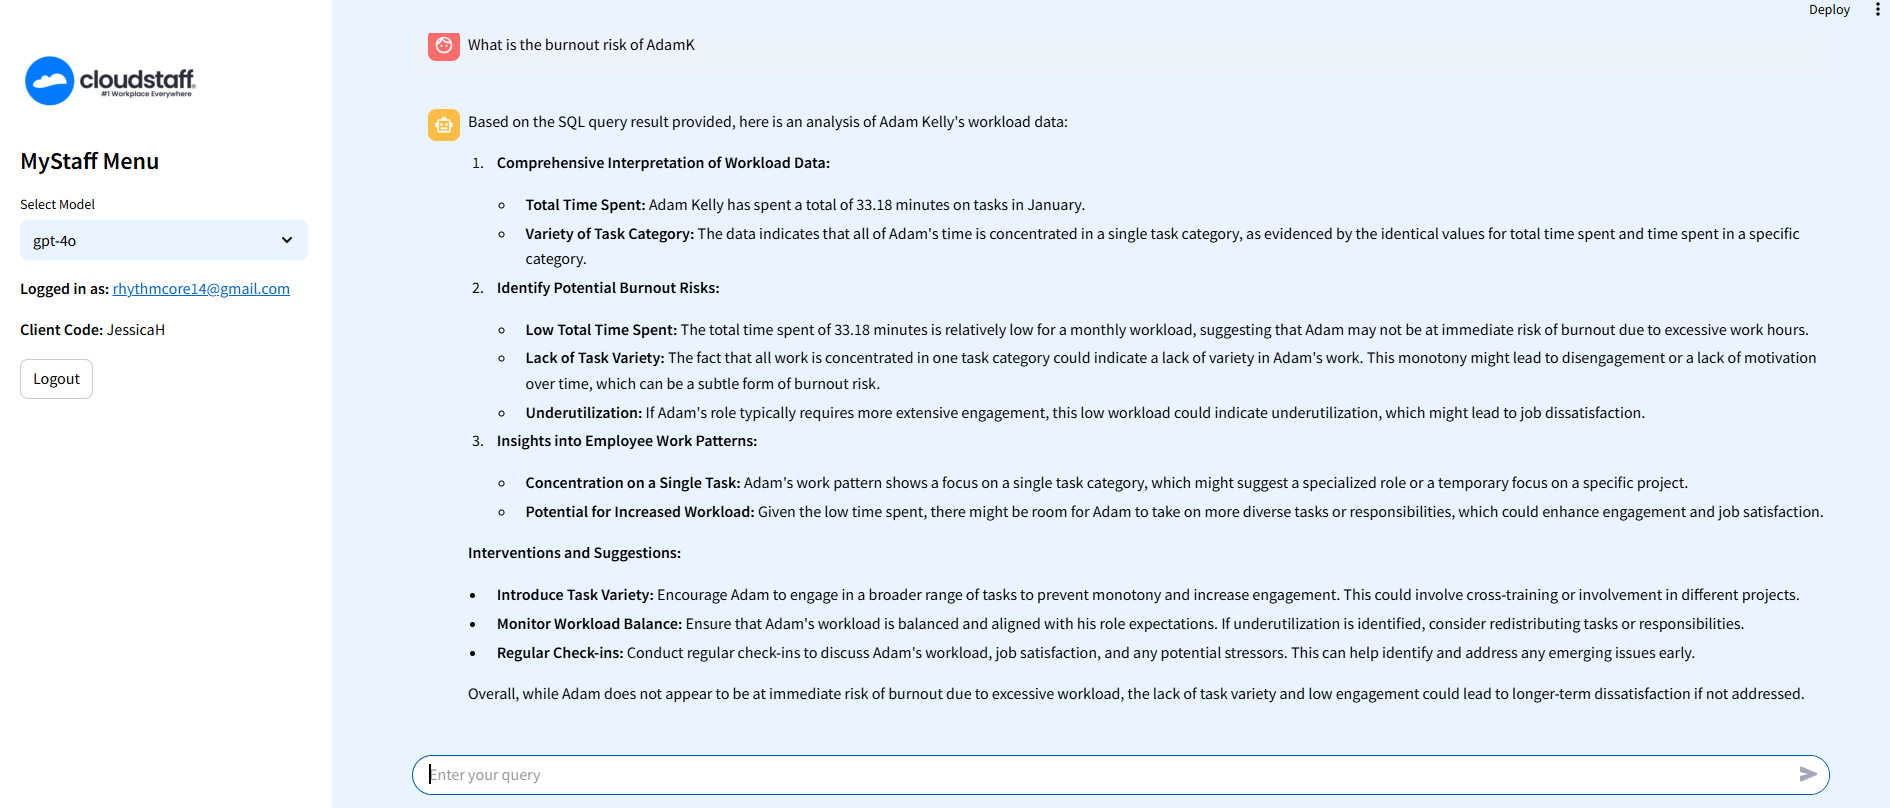 Deploy
cloudstaff
#1 Workplace Everywhere
MyStaff Menu
Select Model
gpt-4o
Logged in as: rhythmcore14@gmail.com
Client Code: JessicaH
Logout
What is the burnout risk of AdamK
Based on the SQL query result provided, here is an analysis of Adam Kelly's workload data:
1. Comprehensive Interpretation of Workload Data:
Total Time Spent: Adam Kelly has spent a total of 33.18 minutes on tasks in January.
Variety of Task Category: The data indicates that all of Adam's time is concentrated in a single task category, as evidenced by the identical values for total time spent and time spent in a specific
category.
2. Identify Potential Burnout Risks:
Low Total Time Spent: The total time spent of 33.18 minutes is relatively low for a monthly workload, suggesting that Adam may not be at immediate risk of burnout due to excessive work hours.
Lack of Task Variety: The fact that all work is concentrated in one task category could indicate a lack of variety in Adam's work. This monotony might lead to disengagement or a lack of motivation
over time, which can be a subtle form of burnout risk.
Underutilization: If Adam's role typically requires more extensive engagement, this low workload could indicate underutilization, which might lead to job dissatisfaction.
3. Insights into Employee Work Patterns:
Concentration on a Single Task: Adam's work pattern shows a focus on a single task category, which might suggest a specialized role or a temporary focus on a specific project.
Potential for Increased Workload: Given the low time spent, there might be room for Adam to take on more diverse tasks or responsibilities, which could enhance engagement and job satisfaction.
Interventions and Suggestions:
Introduce Task Variety: Encourage Adam to engage in a broader range of tasks to prevent monotony and increase engagement. This could involve cross-training or involvement in different projects.
Monitor Workload Balance: Ensure that Adam's workload is balanced and aligned with his role expectations. If underutilization is identified, consider redistributing tasks or responsibilities.
Regular Check-ins: Conduct regular check-ins to discuss Adam's workload, job satisfaction, and any potential stressors. This can help identify and address any emerging issues early.
Overall, while Adam does not appear to be at immediate risk of burnout due to excessive workload, the lack of task variety and low engagement could lead to longer-term dissatisfaction if not addressed.
Enter your query